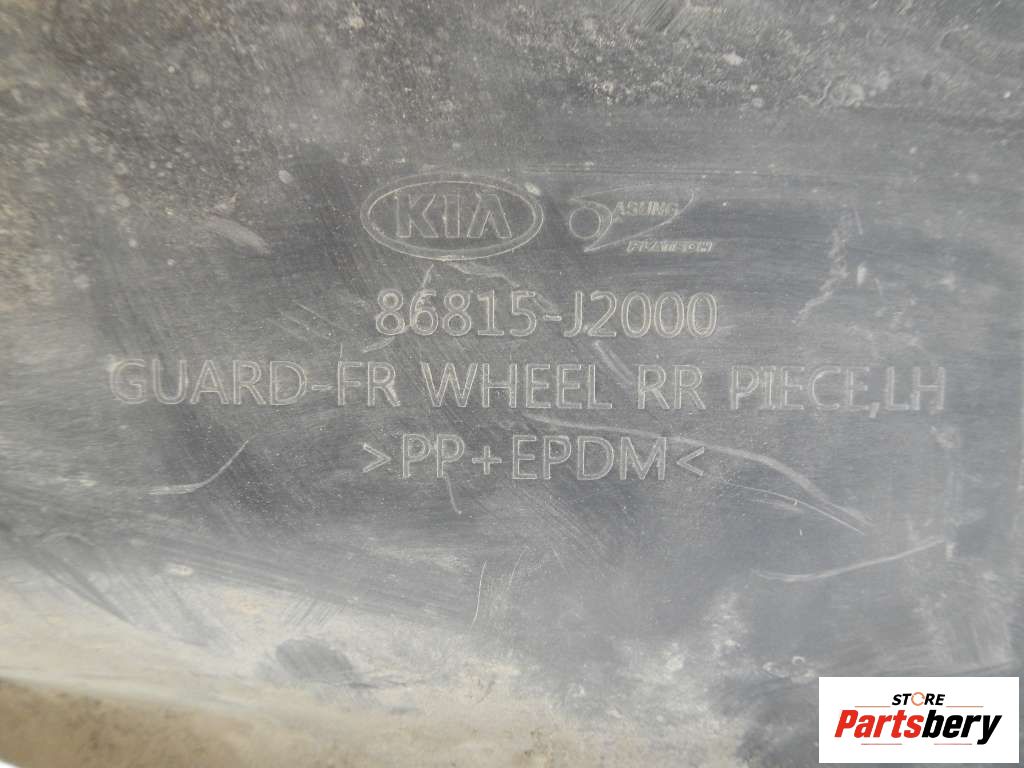 KIA
86815-J2000
GUARD-FR WHEEL RR PIECE,LH
>PP+EPDM<
STORE
Partsbery